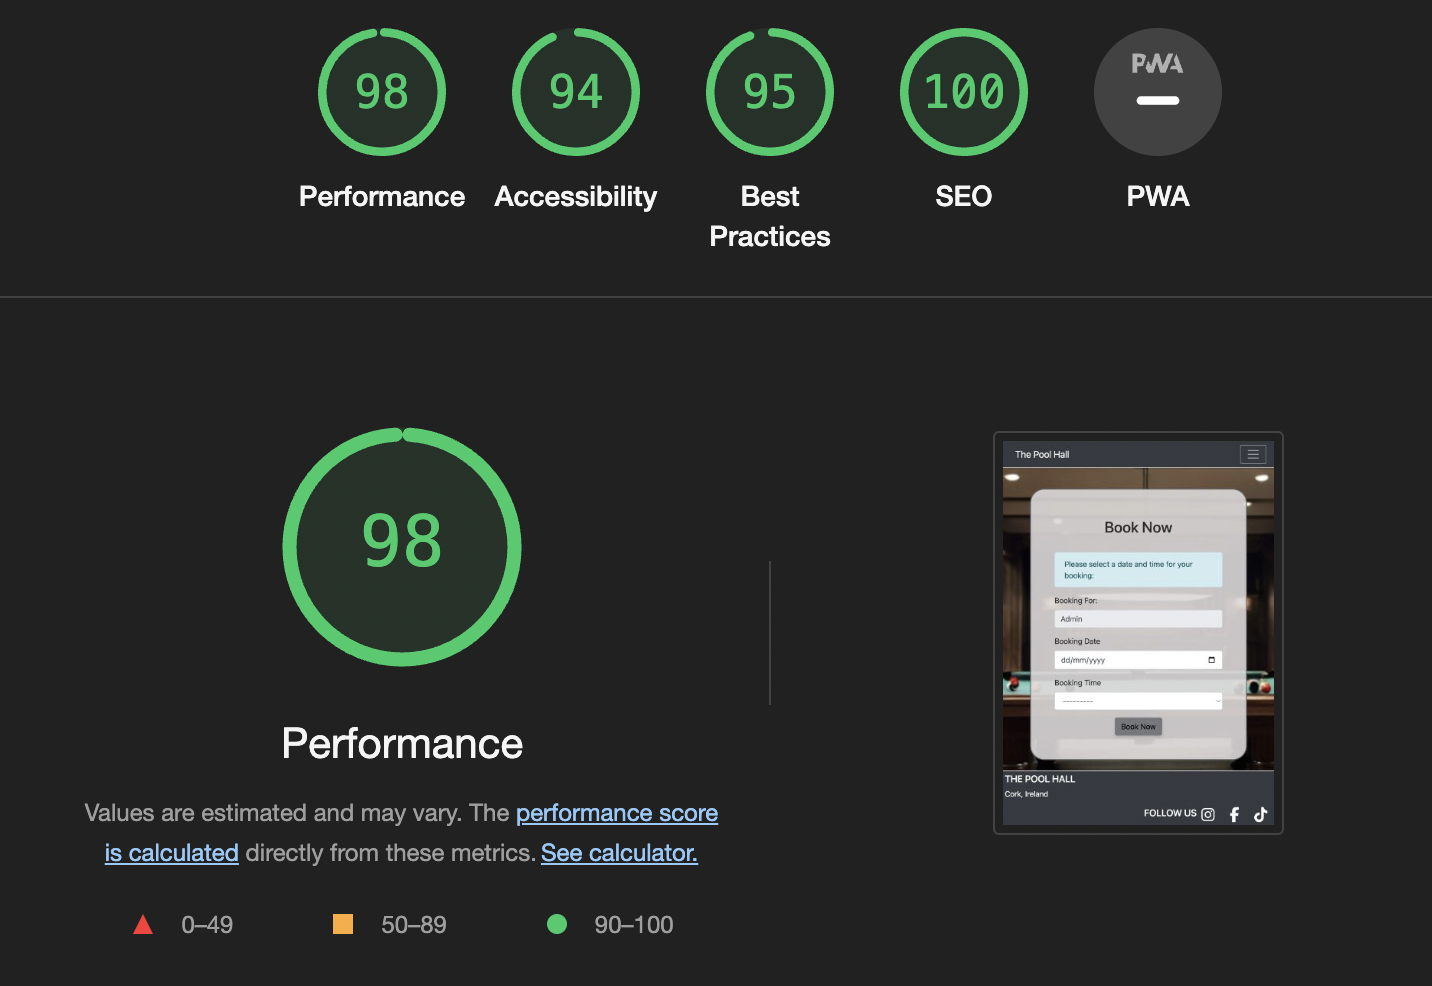 98
94
95
100
PWA
Performance
Accessibility
Best
Practices
SEO
PWA
98
Performance
Values are estimated and may vary. The performance score
is calculated directly from these metrics. See calculator.
0–49
50–89
90–100
The Pool Hall
Book Now
Please select a date and time for your
booking:
Booking For:
Admin
Booking Date
dd/mm/yyyy
Booking Time
---------
Book Now
THE POOL HALL
Cork, Ireland
FOLLOW US